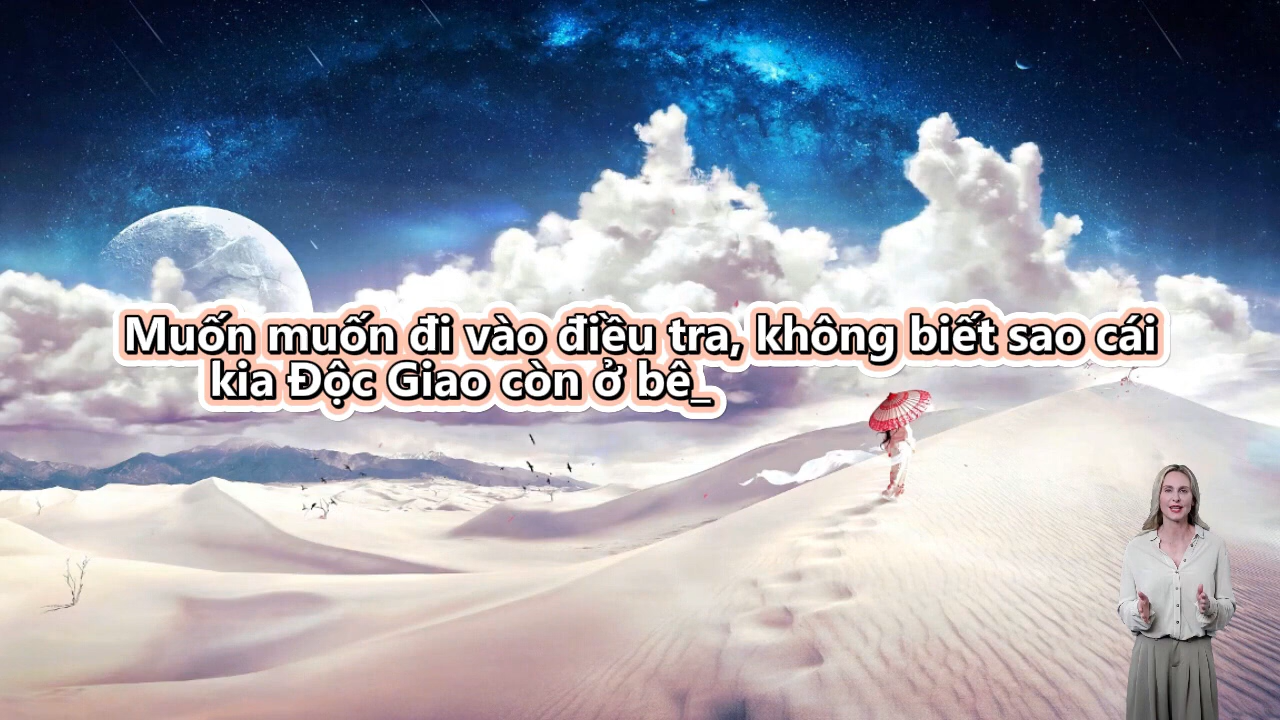 Muốn muốn đi vào điều tra, không biết sao cái
kia Độc Giao còn ở bê_